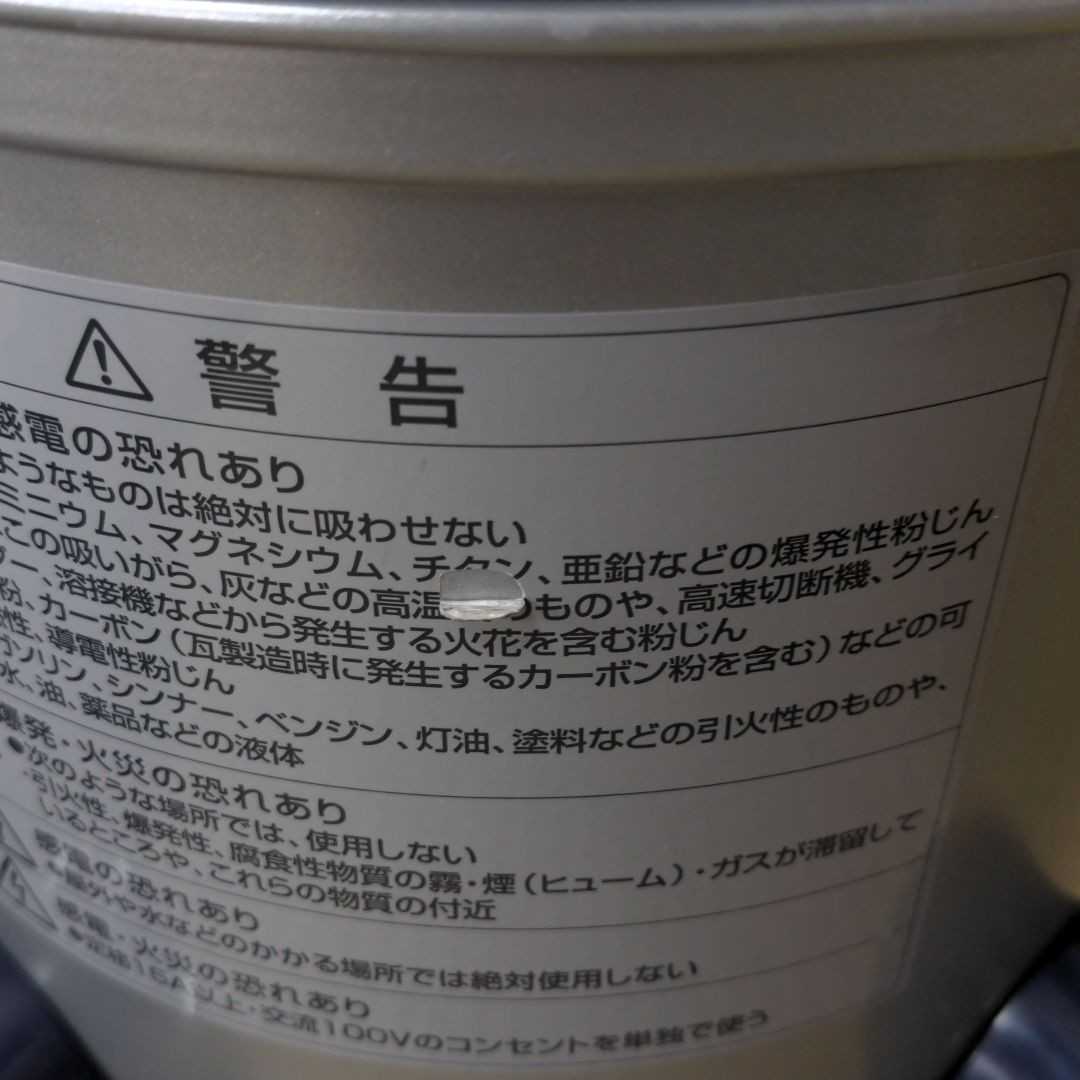 警告
感電の恐れあり
ようなものは絶対に吸わせない
ミニウム、マグネシウム、チタン、亜鉛などの爆発性粉じん
こ の吸いがら、灰などの高温 のものや、高速切断機、グライ
ー、溶接機などから発生する火花を含む粉じん
粉、カーボン(瓦製造時に発生するカーボン粉を含む)などの可
性、導電性粉じん
ガソリン、シンナー、ベンジン、灯油、塗料などの引火性のものや、
水、油、薬品などの液体
爆発・火災の恐れあり
●次のような場所では、使用しない
・引火性、爆発性、腐食性物質の霧・煙(ヒューム)・ガスが滞留して
いるところや、これらの物質の付近
感電の恐れあり
屋外や水などのかかる場所では絶対使用しない
感電・火災の恐れあり
●定格15A以上・交流100Vのコンセントを単独で使う